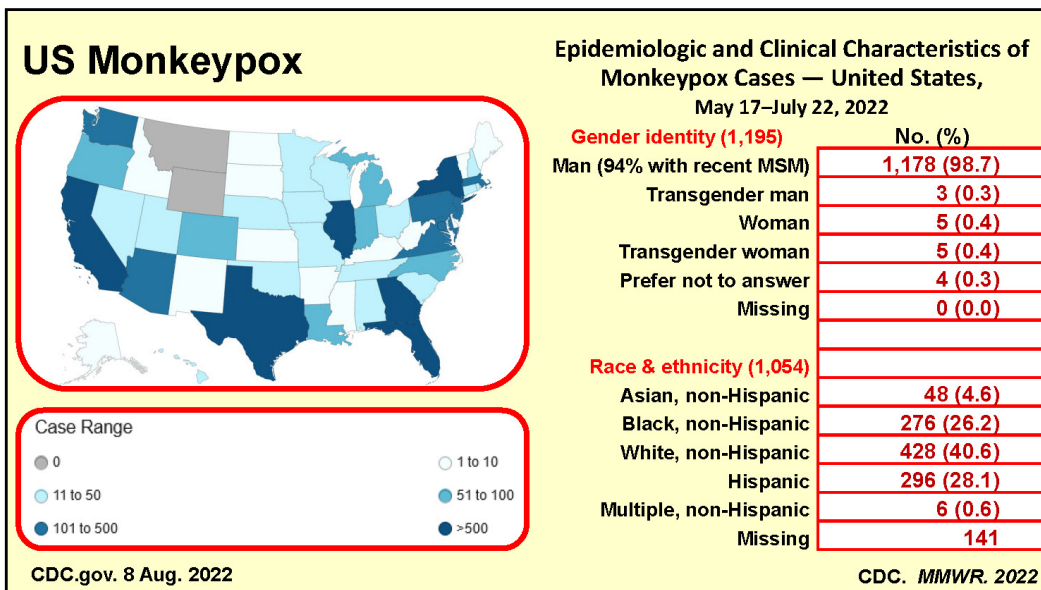 US Monkeypox
Case Range
0
1 to 10
11 to 50
51 to 100
101 to 500
>500
CDC.gov. 8 Aug. 2022
Epidemiologic and Clinical Characteristics of
Monkeypox Cases — United States,
May 17–July 22, 2022
Gender identity (1,195) No. (%)
Man (94% with recent MSM) 1,178 (98.7)
Transgender man 3 (0.3)
Woman 5 (0.4)
Transgender woman 5 (0.4)
Prefer not to answer 4 (0.3)
Missing 0 (0.0)
Race & ethnicity (1,054)
Asian, non-Hispanic 48 (4.6)
Black, non-Hispanic 276 (26.2)
White, non-Hispanic 428 (40.6)
Hispanic 296 (28.1)
Multiple, non-Hispanic 6 (0.6)
Missing 141
CDC. MMWR. 2022